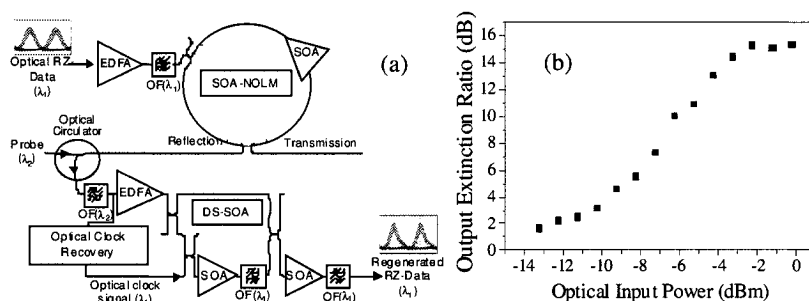 Optical RZ
Data
(λ₁)
EDFA
OF(λ₁)
SOA
SOA-NOLM
(a)
Optical
Circulator
Reflection
Transmission
Probe
(λ₂)
EDFA
OF(λ₂)
DS-SOA
Optical Clock
Recovery
SOA
OF(λ₁)
SOA
OF(λ₁)
Regenerated
RZ-Data
(λ₁)
Optical clock
signal
(b)
Output Extinction Ratio (dB)
16
14
12
10
8
6
4
2
0
-14 -12 -10 -8 -6 -4 -2 0
Optical Input Power (dBm)